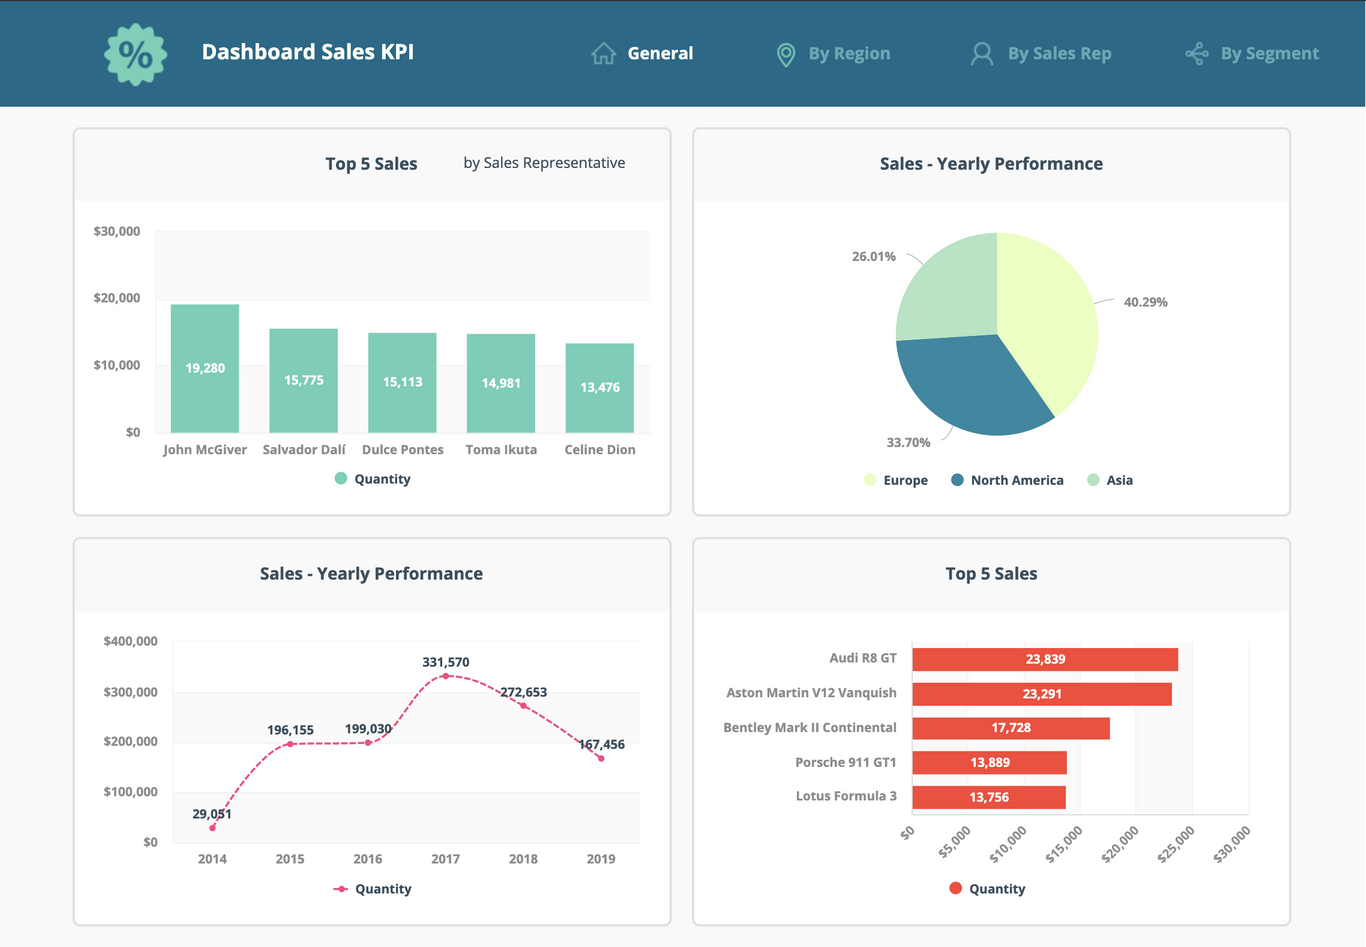 %
Dashboard Sales KPI
General
By Region
By Sales Rep
By Segment
Top 5 Sales by Sales Representative
$30,000
$20,000
$10,000
$0
19,280
15,775
15,113
14,981
13,476
John McGiver
Salvador Dalí
Dulce Pontes
Toma Ikuta
Celine Dion
Quantity
Sales - Yearly Performance
26.01%
40.29%
33.70%
Europe
North America
Asia
Sales - Yearly Performance
$400,000
$300,000
$200,000
$100,000
$0
29,051
196,155
199,030
331,570
272,653
167,456
2014
2015
2016
2017
2018
2019
Quantity
Top 5 Sales
Audi R8 GT 23,839
Aston Martin V12 Vanquish 23,291
Bentley Mark II Continental 17,728
Porsche 911 GT1 13,889
Lotus Formula 3 13,756
$0
$5,000
$10,000
$15,000
$20,000
$25,000
$30,000
Quantity